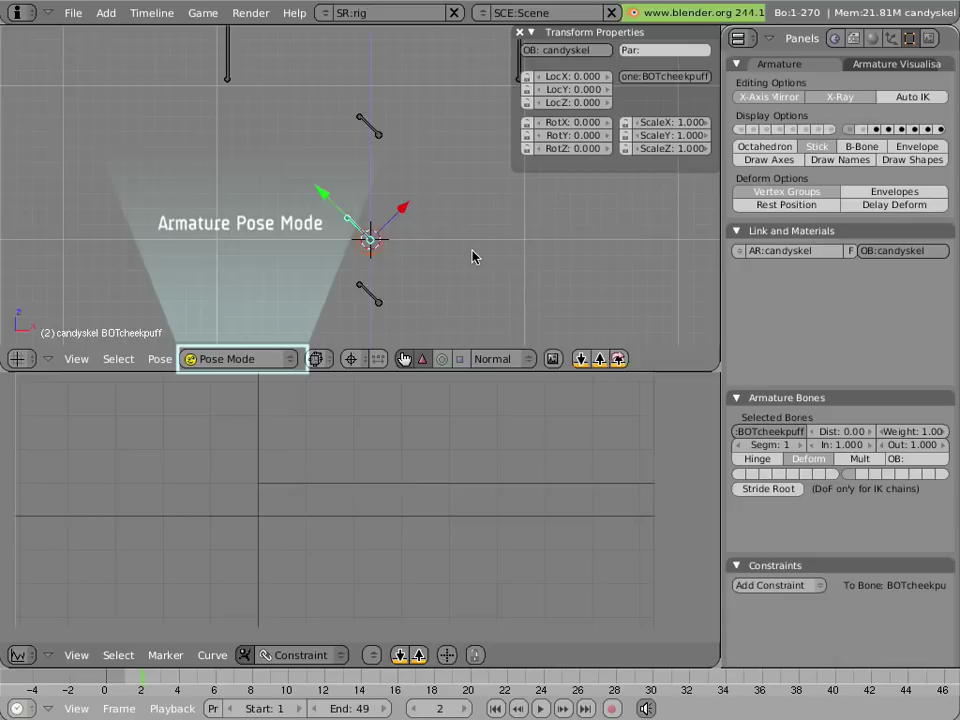 File Add Timeline Game Render Help SR:rig SCE:Scene www.blender.org 244.1 Bo:1-270 | Mem:21.81M candyskel Panels
Transform Properties
OB: candyskel Par:
LocX: 0.000 one:BOTcheekpuff
LocY: 0.000
LocZ: 0.000
RotX: 0.000 ScaleX: 1.000
RotY: 0.000 ScaleY: 1.000
RotZ: 0.000 ScaleZ: 1.000
Armature Pose Mode
z
x
(2) candyskel BOTcheekpuff
View Select Pose Pose Mode Normal
Armature Armature Visualisa
Editing Options
X-Axis Mirror X-Ray Auto IK
Display Options
Octahedron Stick B-Bone Envelope
Draw Axes Draw Names Draw Shapes
Deform Options
Vertex Groups Envelopes
Rest Position Delay Deform
Link and Materials
AR:candyskel F OB:candyskel
Armature Bones
Selected Bones
:BOTcheekpuff Dist: 0.00 Weight: 1.00
Segm: 1 In: 1.000 Out: 1.000
Hinge Deform Mult OB:
Stride Root (DoF only for IK chains)
Constraints
Add Constraint To Bone: BOTcheekpu
View Select Marker Curve Constraint
-4 -2 0 2 4 6 8 10 12 14 16 18 20 22 24 26 28 30 32 34 36 38 40 42 44 46
View Frame Playback Pr Start: 1 End: 49 2